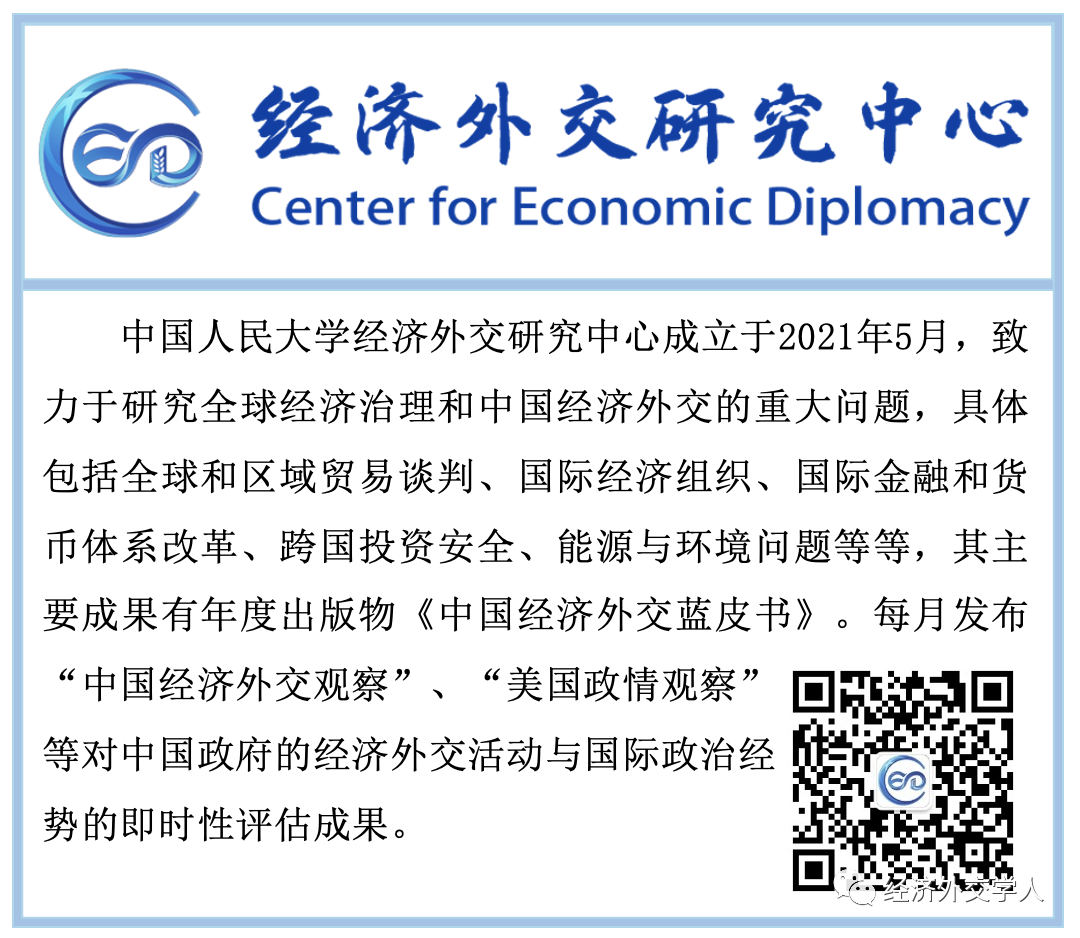 经济外交研究中心
Center for Economic Diplomacy
中国人民大学经济外交研究中心成立于2021年5月，致
力于研究全球经济治理和中国经济外交的重大问题，具体
包括全球和区域贸易谈判、国际经济组织、国际金融和货
币体系改革、跨国投资安全、能源与环境问题等等，其主
要成果有年度出版物《中国经济外交蓝皮书》。每月发布
“中国经济外交观察”、“美国政情观察”
等对中国政府的经济外交活动与国际政治经
势的即时性评估成果。
经济外交学人